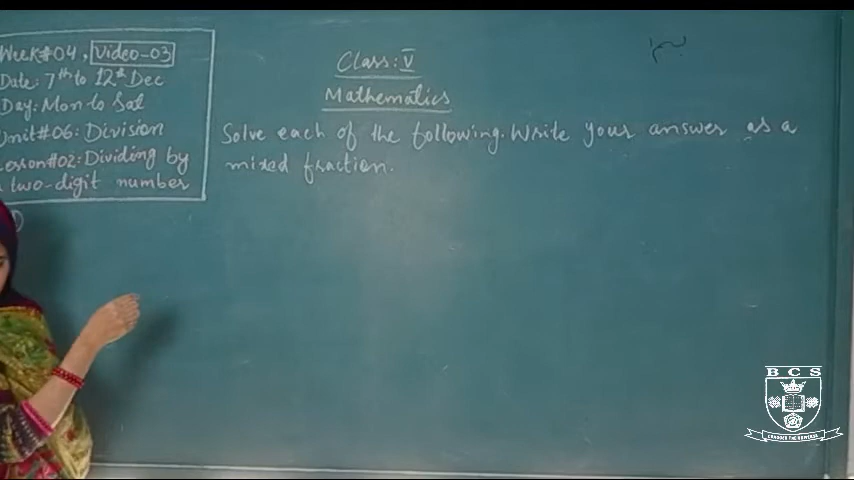 Week#04, Video-03
Date: 7th to 12th Dec
Day: Mon to Sat
Unit#06: Division
Lesson#02: Dividing by
a two-digit number
Class: V
Mathematics
Solve each of the following. Write your answer as a
mixed fraction.
BCS